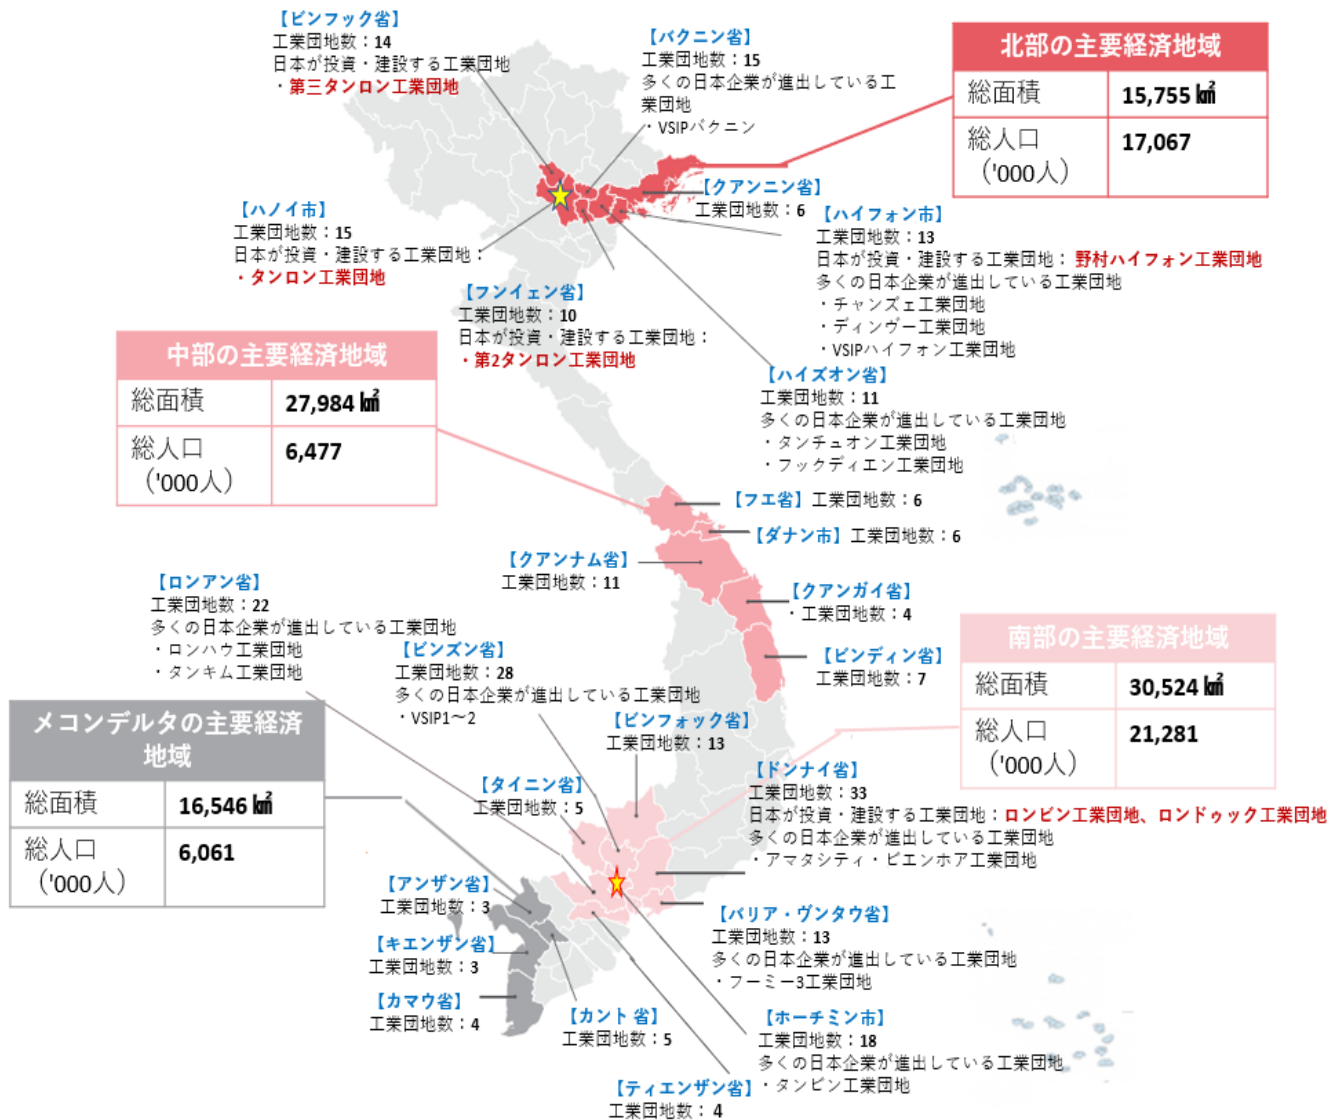 【ビンフック省】
工業団地数：14
日本が投資・建設する工業団地
・第三タンロン工業団地
【バクニン省】
工業団地数：15
多くの日本企業が進出している工
業団地
・VSIPバクニン
北部の主要経済地域
総面積 15,755 ㎢
総人口
（'000人） 17,067
【クアンニン省】
工業団地数：6
【ハノイ市】
工業団地数：15
日本が投資・建設する工業団地：
・タンロン工業団地
【ハイフォン市】
工業団地数：13
日本が投資・建設する工業団地： 野村ハイフォン工業団地
多くの日本企業が進出している工業団地
・チャンズェ工業団地
・ディンヴー工業団地
・VSIPハイフォン工業団地
【フンイェン省】
工業団地数：10
日本が投資・建設する工業団地：
・第2タンロン工業団地
中部の主要経済地域
総面積 27,984 ㎢
総人口
（'000人） 6,477
【ハイズオン省】
工業団地数：11
多くの日本企業が進出している工業団地
・タンチュオン工業団地
・フックディエン工業団地
【フエ省】工業団地数：6
【ダナン市】工業団地数：6
【クアンナム省】
工業団地数：11
【クアンガイ省】
・工業団地数：4
【ビンディン省】
工業団地数：7
【ロンアン省】
工業団地数：22
多くの日本企業が進出している工業団地
・ロンハウ工業団地
・タンキム工業団地
【ビンズン省】
工業団地数：28
多くの日本企業が進出している工業団地
・VSIP1～2
南部の主要経済地域
総面積 30,524 ㎢
総人口
（'000人） 21,281
メコンデルタの主要経済
地域
総面積 16,546 ㎢
総人口
（'000人） 6,061
【ビンフォック省】
工業団地数：13
【タイニン省】
工業団地数：5
【ドンナイ省】
工業団地数：33
日本が投資・建設する工業団地：ロンビン工業団地、ロンドゥック工業団地
多くの日本企業が進出している工業団地
・アマタシティ・ビエンホア工業団地
【アンザン省】
工業団地数：3
【キエンザン省】
工業団地数：3
【カマウ省】
工業団地数：4
【カント 省】
工業団地数：5
【バリア・ヴンタウ省】
工業団地数：13
多くの日本企業が進出している工業団地
・フーミー3工業団地
【ホーチミン市】
工業団地数：18
多くの日本企業が進出している工業団地
・タンビン工業団地
【ティエンザン省】
工業団地数：4